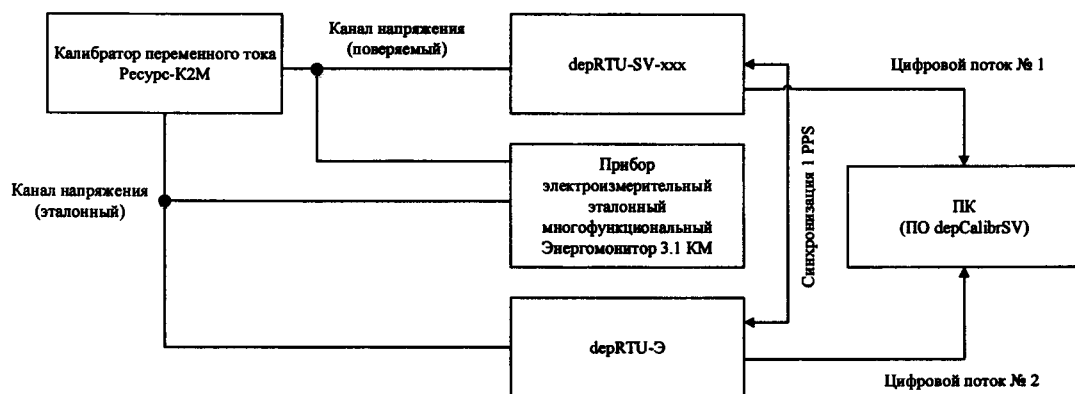 Калибратор переменного тока
Ресурс-К2М
Канал напряжения
(поверяемый)
depRTU-SV-xxx
Цифровой поток № 1
Канал напряжения
(эталонный)
Прибор
электроизмерительный
эталонный
многофункциональный
Энергомонитор 3.1 КМ
Синхронизация 1 PPS
ПК
(ПО depCalibrSV)
depRTU-Э
Цифровой поток № 2